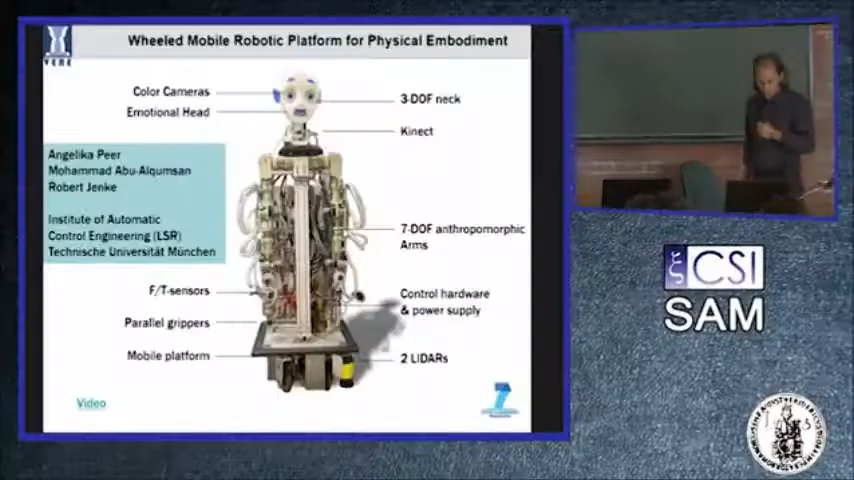 Wheeled Mobile Robotic Platform for Physical Embodiment
VERE
Color Cameras
Emotional Head
3-DOF neck
Kinect
Angelika Peer
Mohammad Abu-Alqumsan
Robert Jenke
Institute of Automatic
Control Engineering (LSR)
Technische Universität München
7-DOF anthropomorphic
Arms
F/T-sensors
Parallel grippers
Mobile platform
Control hardware
& power supply
2 LIDARs
Video
CSI
SAM